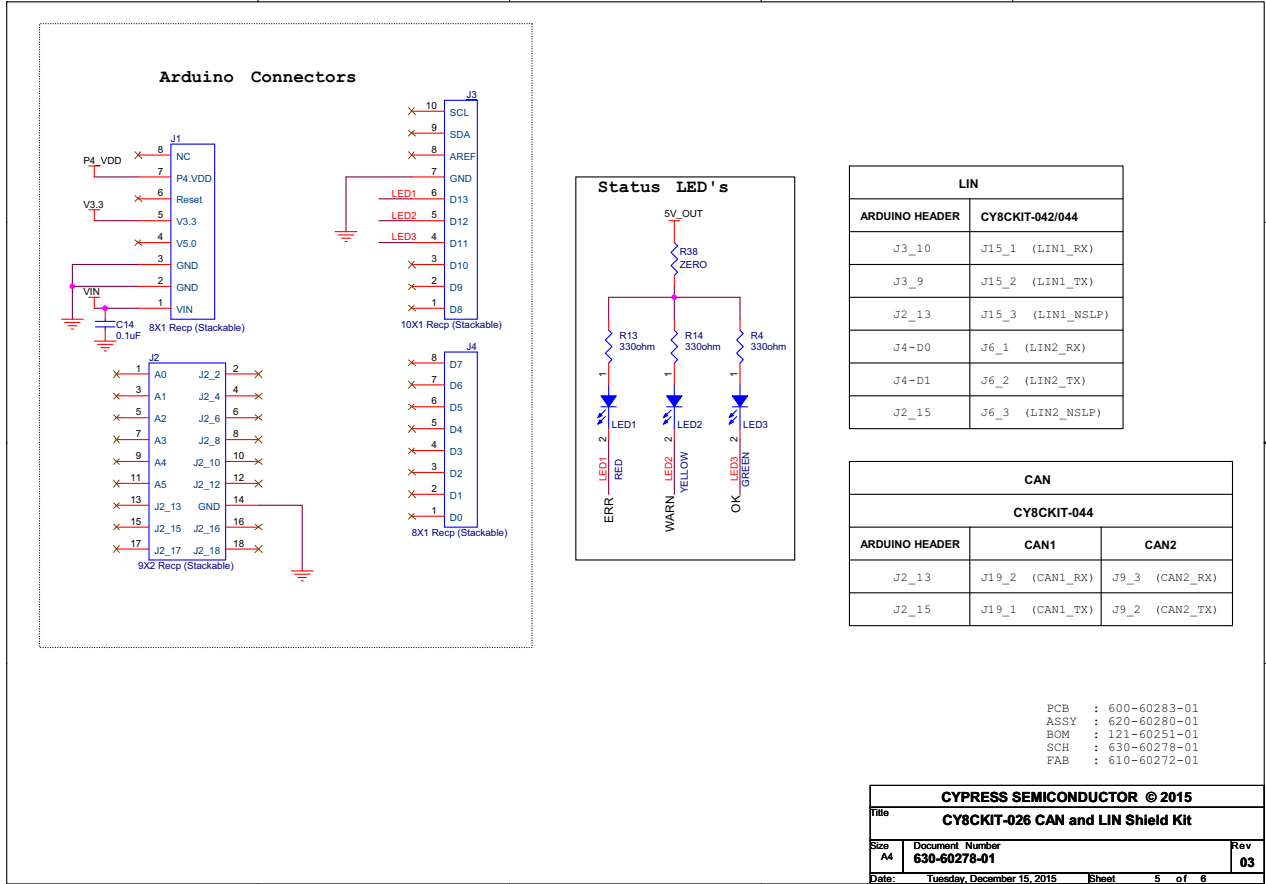 Arduino Connectors
J1
P4_VDD
8 NC
7 P4.VDD
6 Reset
V3.3
5 V3.3
4 V5.0
3 GND
2 GND
VIN
1 VIN
C14
0.1uF
8X1 Recp (Stackable)
J3
10 SCL
9 SDA
8 AREF
7 GND
LED1 6 D13
LED2 5 D12
LED3 4 D11
3 D10
2 D9
1 D8
10X1 Recp (Stackable)
J2
1 A0 J2_2 2
3 A1 J2_4 4
5 A2 J2_6 6
7 A3 J2_8 8
9 A4 J2_10 10
11 A5 J2_12 12
13 J2_13 GND 14
15 J2_15 J2_16 16
17 J2_17 J2_18 18
9X2 Recp (Stackable)
J4
8 D7
7 D6
6 D5
5 D4
4 D3
3 D2
2 D1
1 D0
8X1 Recp (Stackable)
Status LED's
5V_OUT
R38
ZERO
R13
330ohm
R14
330ohm
R4
330ohm
1 1 1
LED1 LED2 LED3
2 2 2
LED1 RED
LED2 YELLOW
LED3 GREEN
ERR
WARN
OK
LIN
ARDUINO HEADER CY8CKIT-042/044
J3_10 J15_1 (LIN1_RX)
J3_9 J15_2 (LIN1_TX)
J2_13 J15_3 (LIN1_NSLP)
J4-D0 J6_1 (LIN2_RX)
J4-D1 J6_2 (LIN2_TX)
J2_15 J6_3 (LIN2_NSLP)
CAN
CY8CKIT-044
ARDUINO HEADER CAN1 CAN2
J2_13 J19_2 (CAN1_RX) J9_3 (CAN2_RX)
J2_15 J19_1 (CAN1_TX) J9_2 (CAN2_TX)
PCB : 600-60283-01
ASSY : 620-60280-01
BOM : 121-60251-01
SCH : 630-60278-01
FAB : 610-60272-01
CYPRESS SEMICONDUCTOR © 2015
Title
CY8CKIT-026 CAN and LIN Shield Kit
Size Document Number Rev
A4 630-60278-01 03
Date: Tuesday, December 15, 2015 Sheet 5 of 6